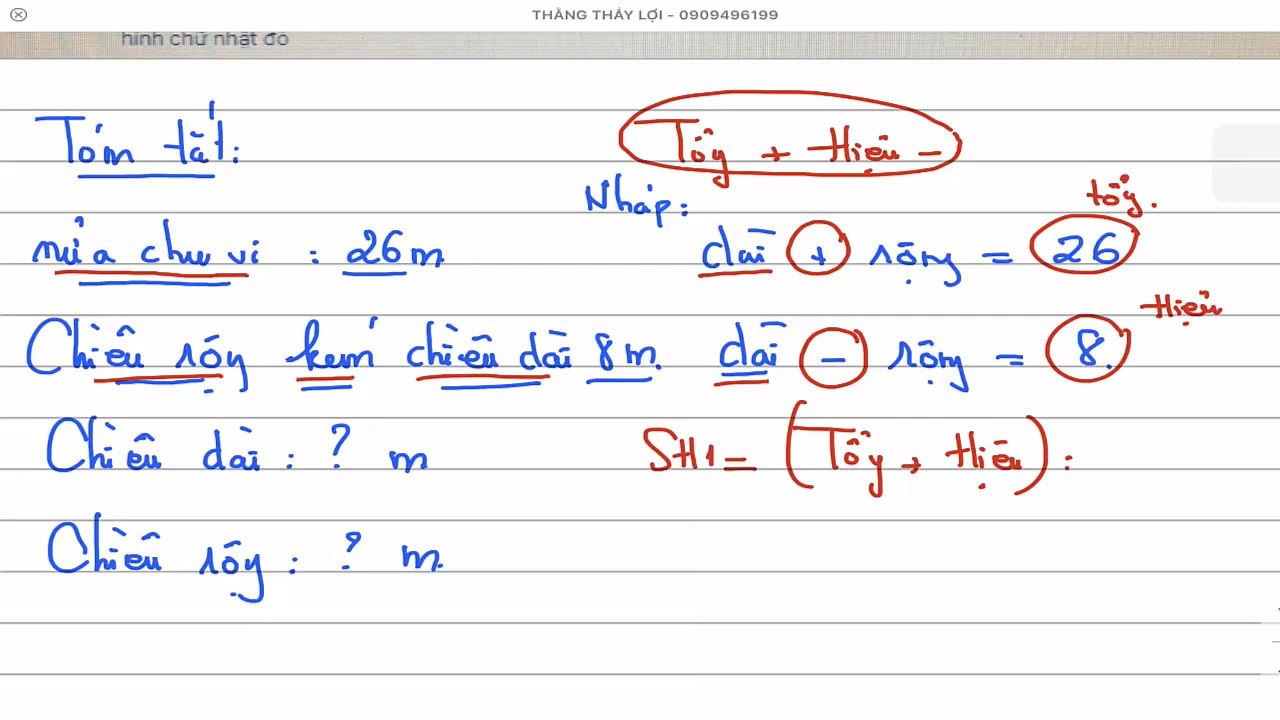 THẰNG THẦY LỢI - 0909496199
hình chữ nhật đó
Tóm tắt:
Tổng + Hiệu -
Nháp:
tổng.
nửa chu vi : 26m
dài + rộng = 26
Hiệu
Chiều rộng kém chiều dài 8m.
dài - rộng = 8.
Chiều dài : ? m
SH1 = (Tổng + Hiệu) :
Chiều rộng : ? m.